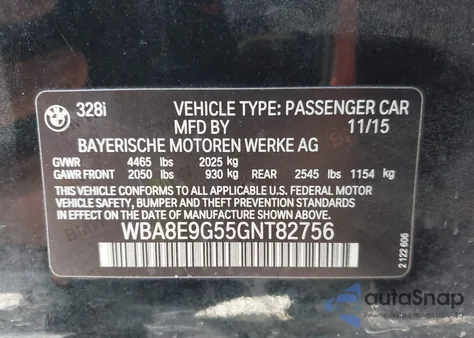 328i VEHICLE TYPE: PASSENGER CAR
MFD BY 11/15
BAYERISCHE MOTOREN WERKE AG
GVWR 4465 lbs 2025 kg
GAWR FRONT 2050 lbs 930 kg REAR 2545 lbs 1154 kg
THIS VEHICLE CONFORMS TO ALL APPLICABLE U.S. FEDERAL MOTOR
VEHICLE SAFETY, BUMPER, AND THEFT PREVENTION STANDARDS IN
EFFECT ON THE DATE OF MANUFACTURE SHOWN ABOVE.
WBA8E9G55GNT82756
2 122 606
autoSnap